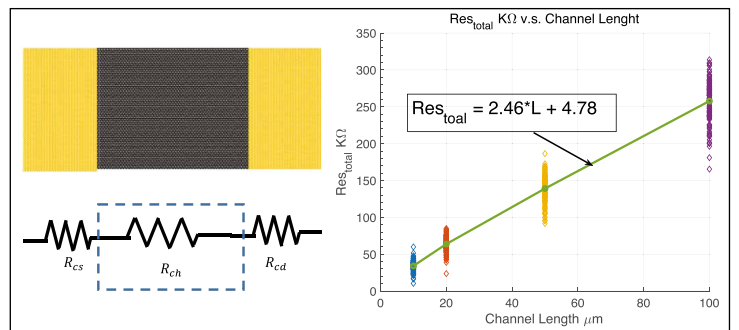 Res_total KΩ v.s. Channel Lenght
350
300
250
200
150
100
50
0
Res_total KΩ
Res_toal = 2.46*L + 4.78
0 20 40 60 80 100
Channel Length μm
R_cs
R_ch
R_cd